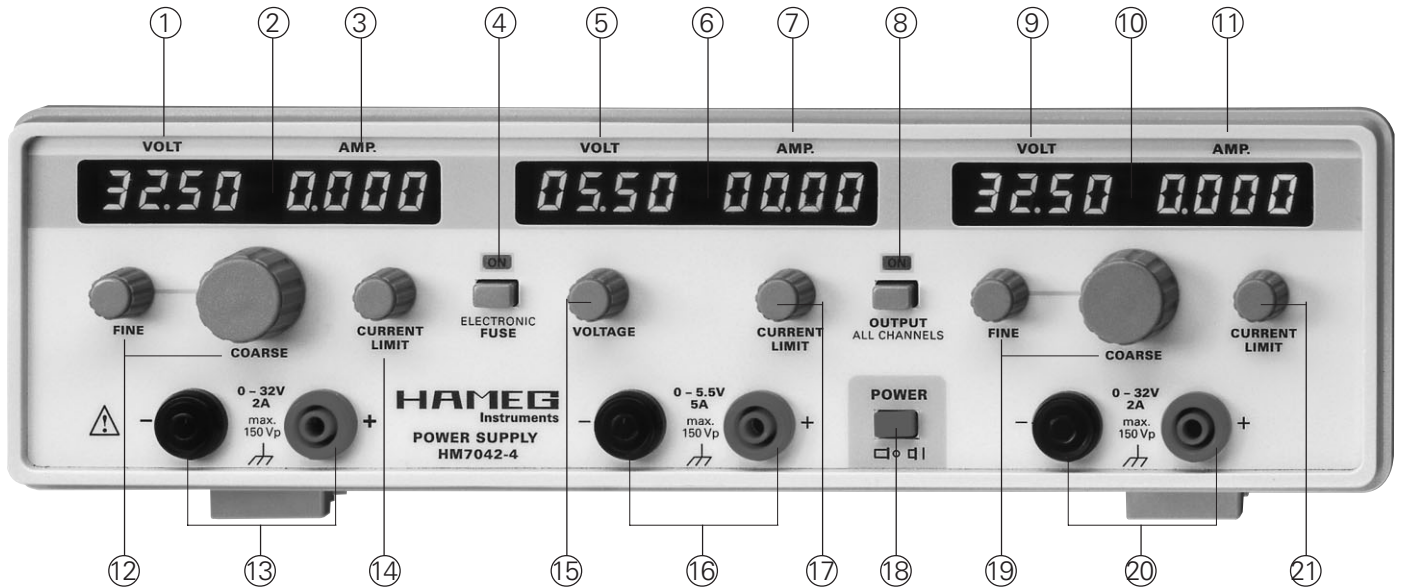 ① ② ③ ④ ⑤ ⑥ ⑦ ⑧ ⑨ ⑩ ⑪
VOLT AMP. VOLT AMP. VOLT AMP.
32.50 0.000 05.50 00.00 32.50 0.000
ON ON
FINE COARSE CURRENT LIMIT
ELECTRONIC
FUSE
VOLTAGE
CURRENT
LIMIT
OUTPUT
ALL CHANNELS
FINE COARSE CURRENT LIMIT
− 0 – 32V +
2A
max.
150 Vp
HAMEG
Instruments
POWER SUPPLY
HM7042-4
− 0 – 5.5V +
5A
max.
150 Vp
POWER
− 0 – 32V +
2A
max.
150 Vp
⑫ ⑬ ⑭ ⑮ ⑯ ⑰ ⑱ ⑲ ⑳ ㉑